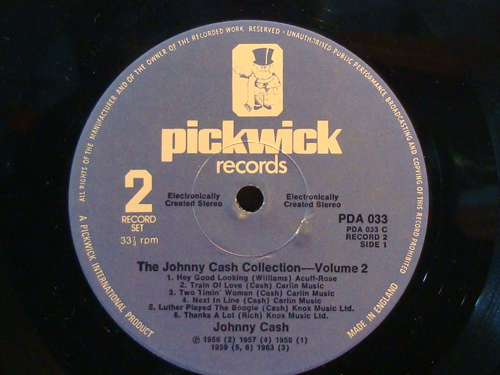 ALL RIGHTS OF THE MANUFACTURER AND OF THE OWNER OF THE RECORDED WORK RESERVED - UNAUTHORISED PUBLIC PERFORMANCE BROADCASTING AND COPYING OF THIS RECORD PROHIBITED
pickwick
records
2
RECORD
SET
33⅓ rpm
Electronically
Created Stereo
Electronically
Created Stereo
PDA 033
PDA 033 C
RECORD 2
SIDE 1
The Johnny Cash Collection—Volume 2
1. Hey Good Looking (Williams) Acuff-Rose
2. Train Of Love (Cash) Carlin Music
3. Two Timin' Woman (Cash) Carlin Music
4. Next In Line (Cash) Carlin Music
5. Luther Played The Boogie (Cash) Knox Music Ltd.
6. Thanks A Lot (Rich) Knox Music Ltd.
Johnny Cash
℗ 1956 (2) 1957 (4) 1958 (1)
1959 (5, 6) 1963 (3)
A PICKWICK INTERNATIONAL PRODUCT
MADE IN ENGLAND